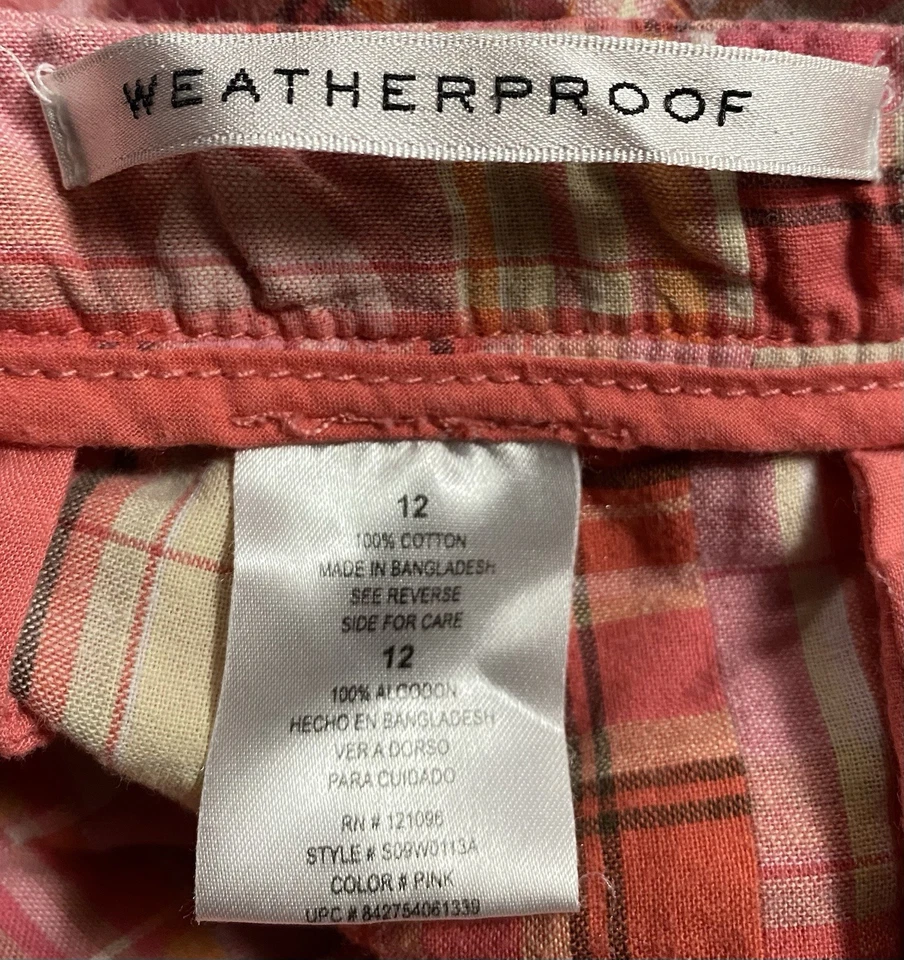 WEATHERPROOF
12
100% COTTON
MADE IN BANGLADESH
SEE REVERSE
SIDE FOR CARE
12
100% ALGODON
HECHO EN BANGLADESH
VER A DORSO
PARA CUIDADO
RN # 121096
STYLE # S09W0113A
COLOR # PINK
UPC # 842754061339